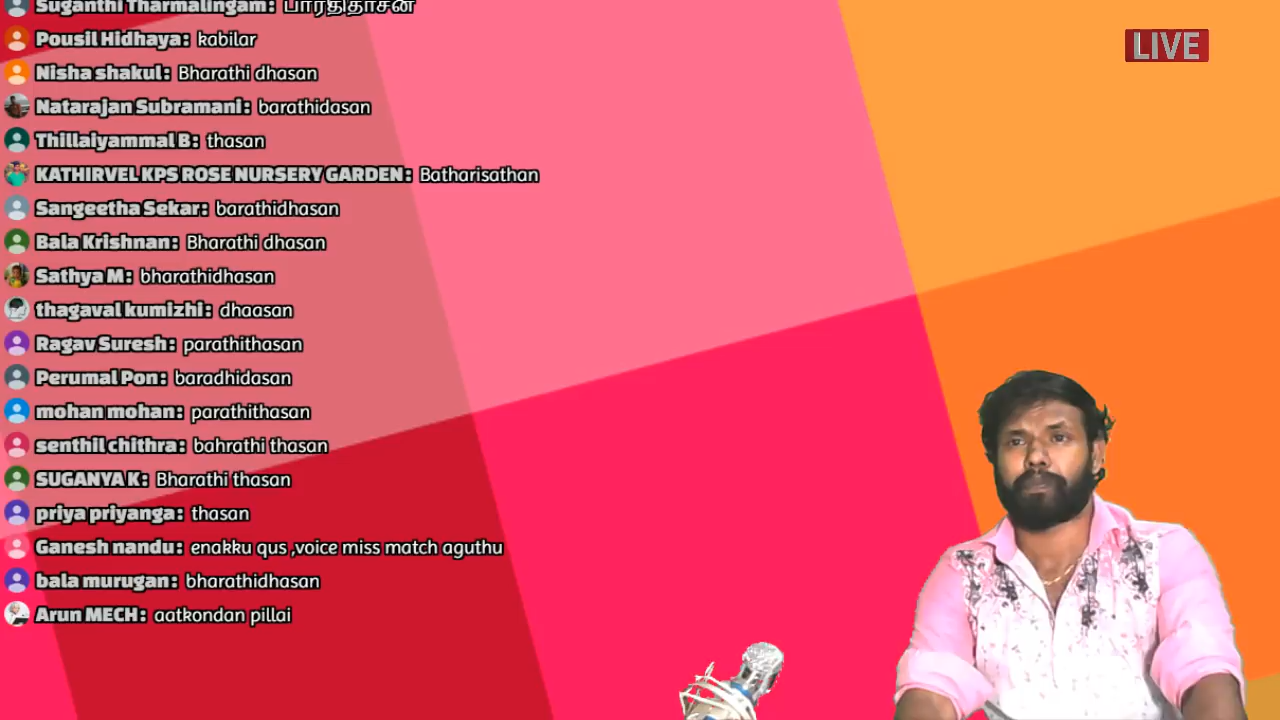 Suganthi Tharmalingam: பாரதிதாசன்
LIVE
Pousil Hidhaya: kabilar
Nisha shakul: Bharathi dhasan
Natarajan Subramani: barathidasan
Thillaiyammal B: thasan
KATHIRVEL KPS ROSE NURSERY GARDEN: Batharisathan
Sangeetha Sekar: barathidhasan
Bala Krishnan: Bharathi dhasan
Sathya M: bharathidhasan
thagaval kumizhi: dhaasan
Ragav Suresh: parathithasan
Perumal Pon: baradhidasan
mohan mohan: parathithasan
senthil chithra: bahrathi thasan
SUGANYA K: Bharathi thasan
priya priyanga: thasan
Ganesh nandu: enakku qus ,voice miss match aguthu
bala murugan: bharathidhasan
Arun MECH: aatkondan pillai